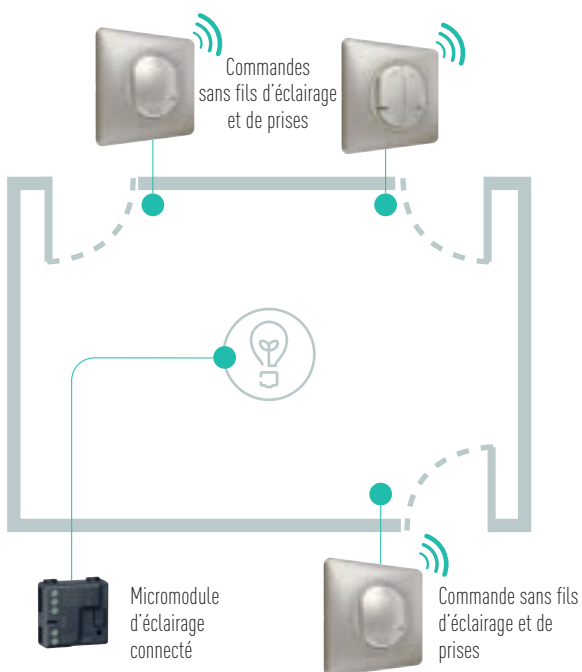 Commandes
sans fils d'éclairage
et de prises
Micromodule
d'éclairage
connecté
Commande sans fils
d'éclairage et de
prises